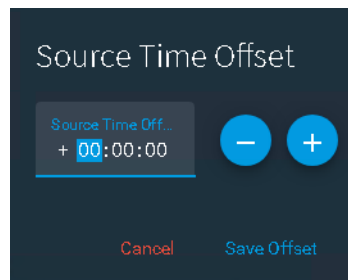 Source Time Offset
Source Time Off...
+ 00:00:00
− +
Cancel Save Offset